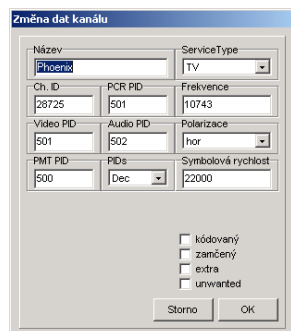 Změna dat kanálu
Název ServiceType
Phoenix TV
Ch. ID PCR PID Frekvence
28725 501 10743
Video PID Audio PID Polarizace
501 502 hor
PMT PID PIDs Symbolová rychlost
500 Dec 22000
kódovaný
zamčený
extra
unwanted
Storno OK